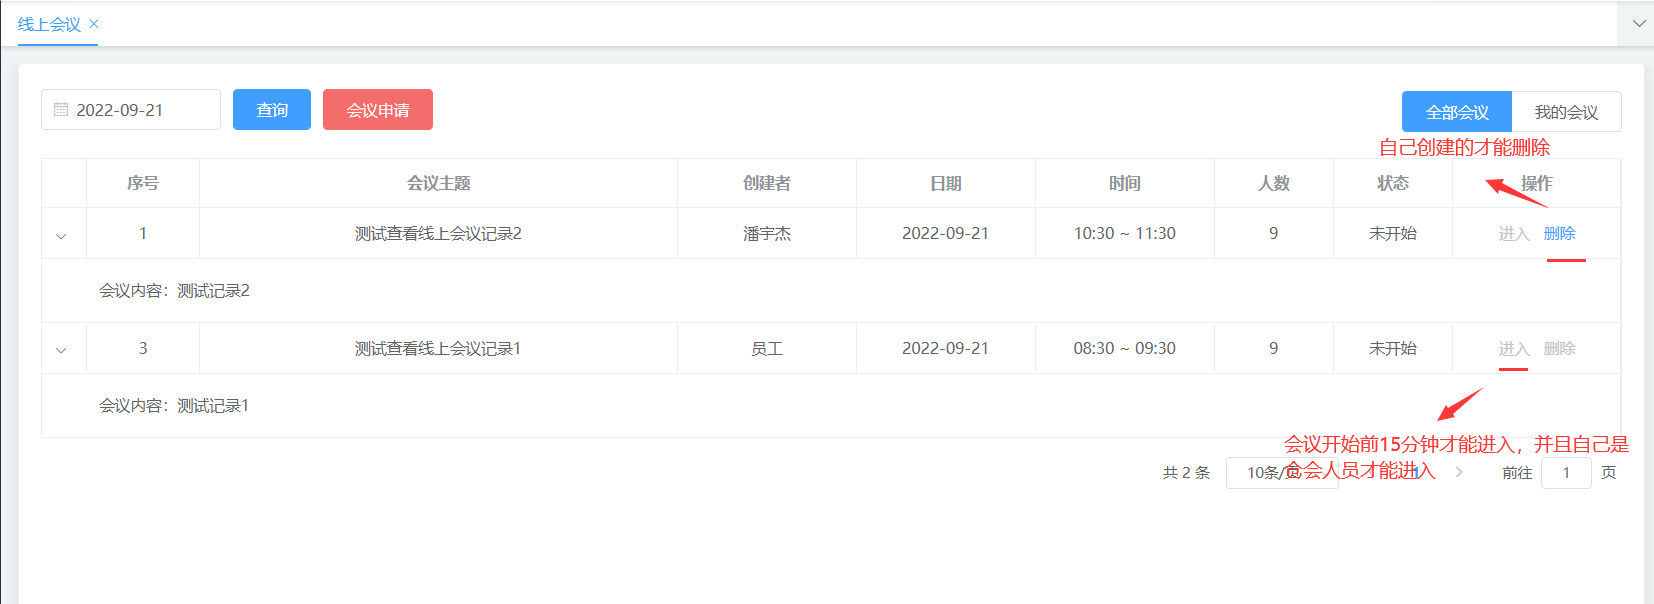 线上会议
2022-09-21 查询 会议申请 全部会议 我的会议
自己创建的才能删除
序号 会议主题 创建者 日期 时间 人数 状态 操作
1 测试查看线上会议记录2 潘宇杰 2022-09-21 10:30 ~ 11:30 9 未开始 进入 删除
会议内容：测试记录2
3 测试查看线上会议记录1 员工 2022-09-21 08:30 ~ 09:30 9 未开始 进入 删除
会议内容：测试记录1
会议开始前15分钟才能进入，并且自己是
会人员才能进入
共 2 条 10条/页 1 前往 1 页